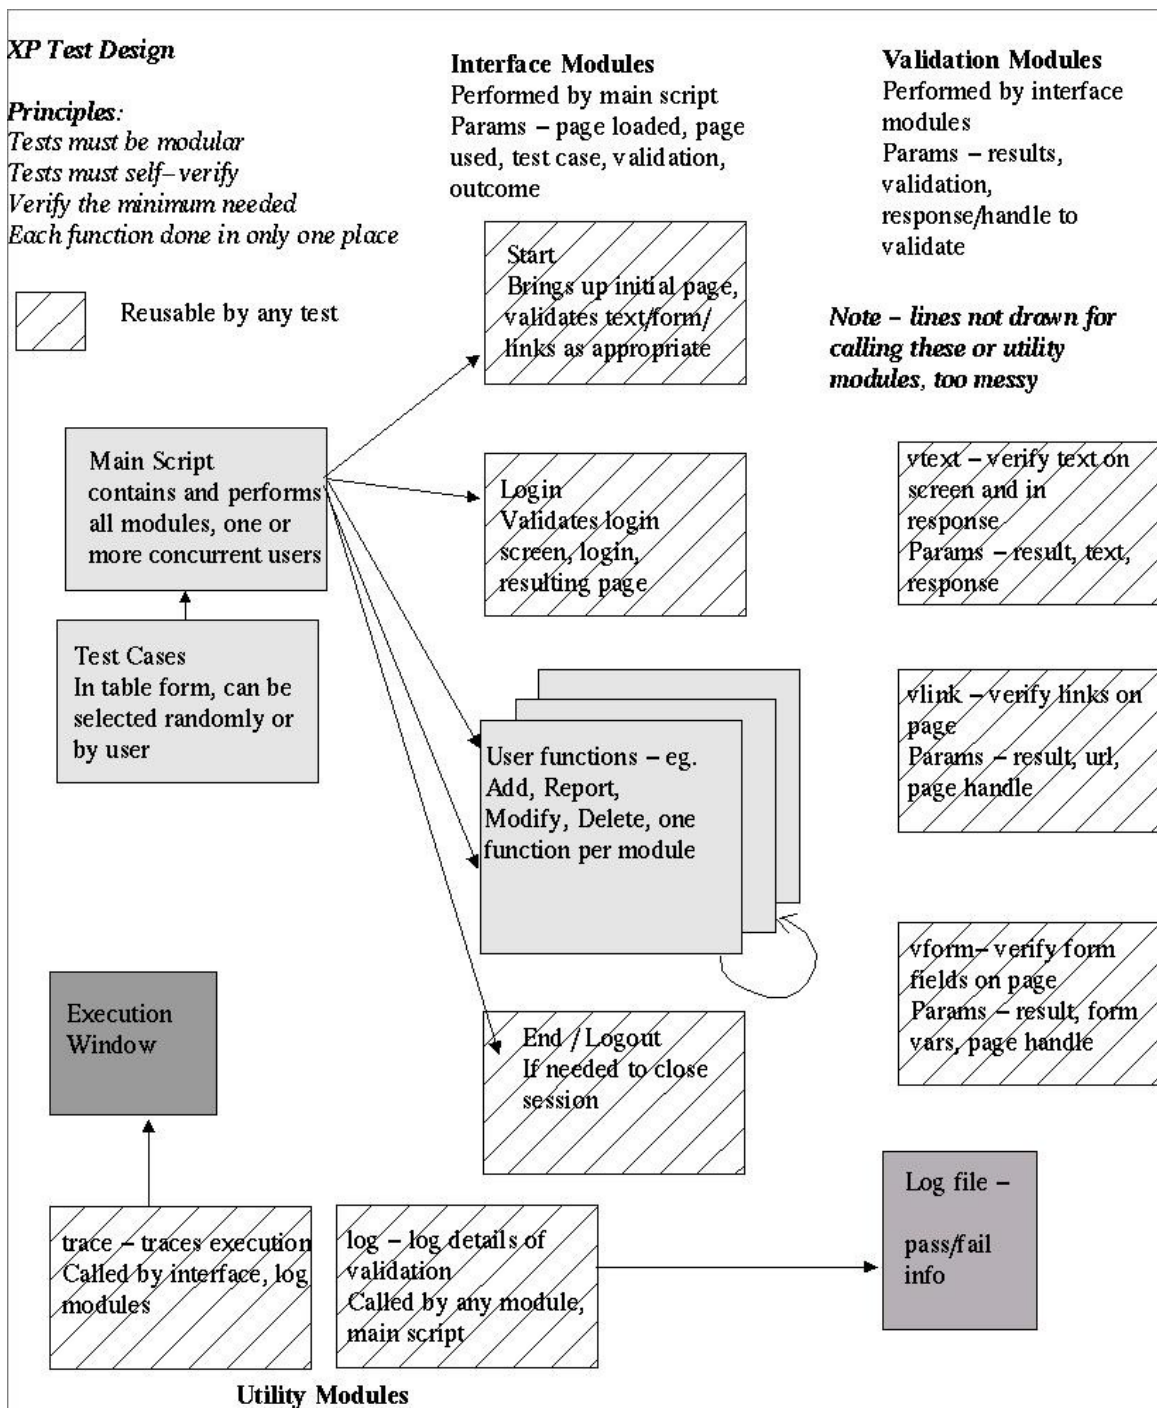 XP Test Design
Principles:
Tests must be modular
Tests must self–verify
Verify the minimum needed
Each function done in only one place
Reusable by any test
Interface Modules
Performed by main script
Params – page loaded, page
used, test case, validation,
outcome
Validation Modules
Performed by interface
modules
Params – results,
validation,
response/handle to
validate
Note – lines not drawn for
calling these or utility
modules, too messy
Start
Brings up initial page,
validates text/form/
links as appropriate
Main Script
contains and performs
all modules, one or
more concurrent users
Login
Validates login
screen, login,
resulting page
vtext – verify text on
screen and in
response
Params – result, text,
response
Test Cases
In table form, can be
selected randomly or
by user
User functions – eg.
Add, Report,
Modify, Delete, one
function per module
vlink – verify links on
page
Params – result, url,
page handle
vform– verify form
fields on page
Params – result, form
vars, page handle
Execution
Window
End / Logout
If needed to close
session
Log file –
pass/fail
info
trace – traces execution
Called by interface, log
modules
log – log details of
validation
Called by any module,
main script
Utility Modules